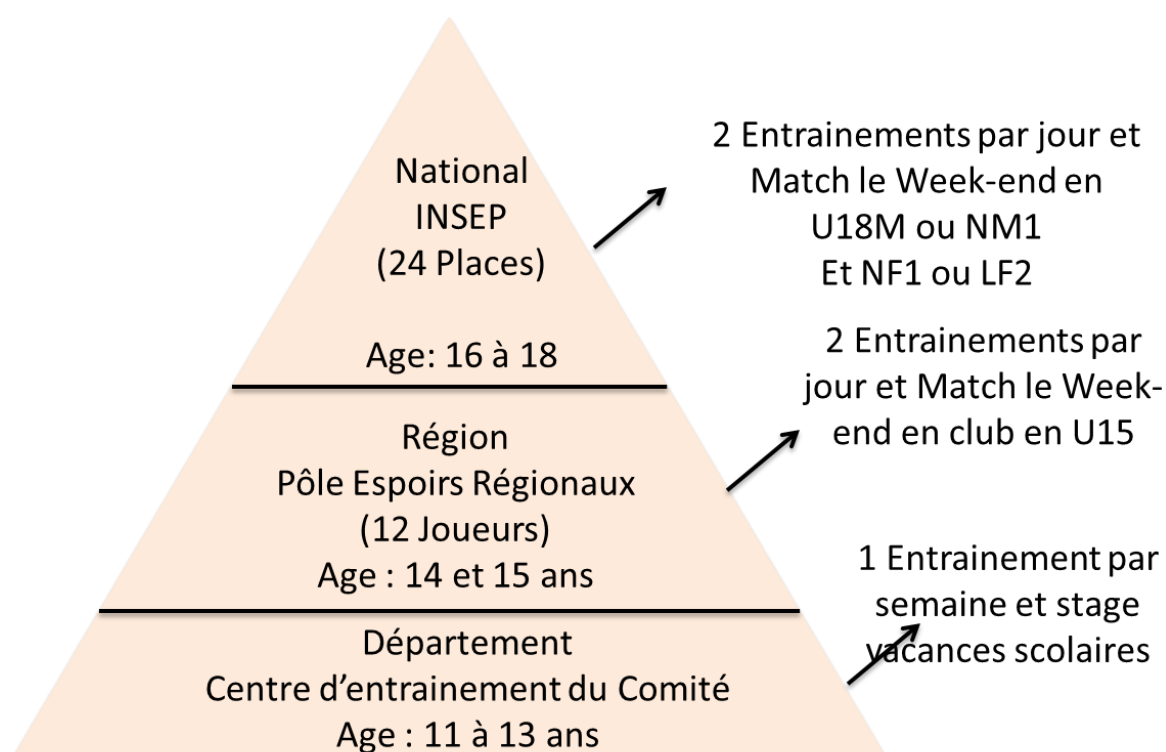 National
INSEP
(24 Places)
Age: 16 à 18
2 Entrainements par jour et
Match le Week-end en
U18M ou NM1
Et NF1 ou LF2
Région
Pôle Espoirs Régionaux
(12 Joueurs)
Age : 14 et 15 ans
2 Entrainements par
jour et Match le Week-
end en club en U15
Département
Centre d'entrainement du Comité
Age : 11 à 13 ans
1 Entrainement par
semaine et stage
vacances scolaires